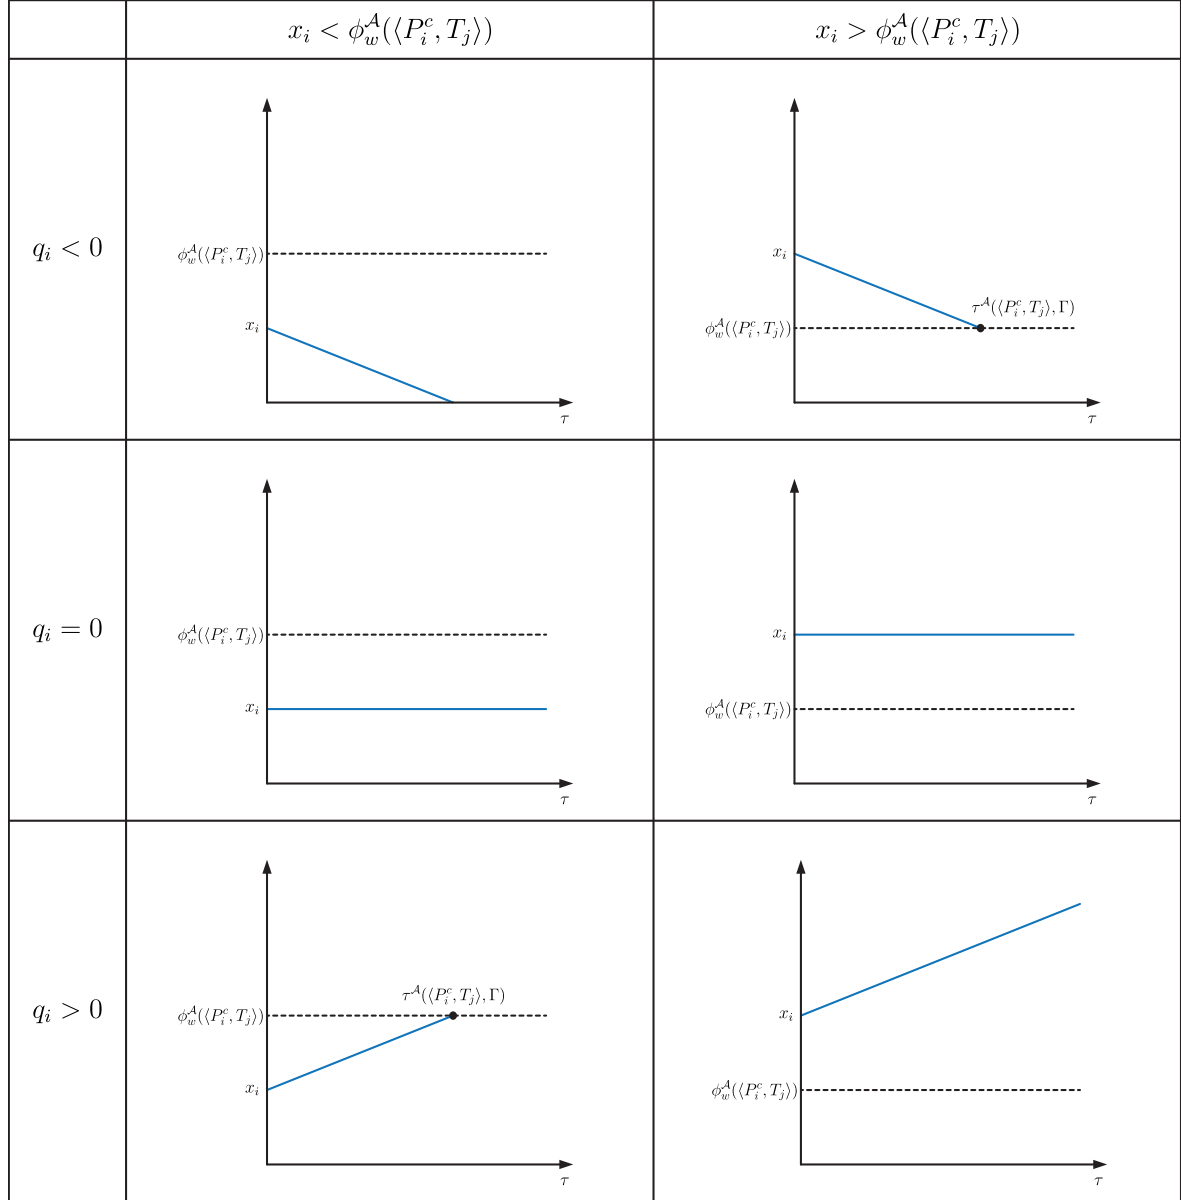 x_i < ϕ_w^𝒜(⟨P_i^c, T_j⟩)
x_i > ϕ_w^𝒜(⟨P_i^c, T_j⟩)
q_i < 0
ϕ_w^𝒜(⟨P_i^c, T_j⟩)
x_i
τ
x_i
τ^𝒜(⟨P_i^c, T_j⟩, Γ)
ϕ_w^𝒜(⟨P_i^c, T_j⟩)
τ
q_i = 0
ϕ_w^𝒜(⟨P_i^c, T_j⟩)
x_i
τ
x_i
ϕ_w^𝒜(⟨P_i^c, T_j⟩)
τ
q_i > 0
τ^𝒜(⟨P_i^c, T_j⟩, Γ)
ϕ_w^𝒜(⟨P_i^c, T_j⟩)
x_i
τ
x_i
ϕ_w^𝒜(⟨P_i^c, T_j⟩)
τ